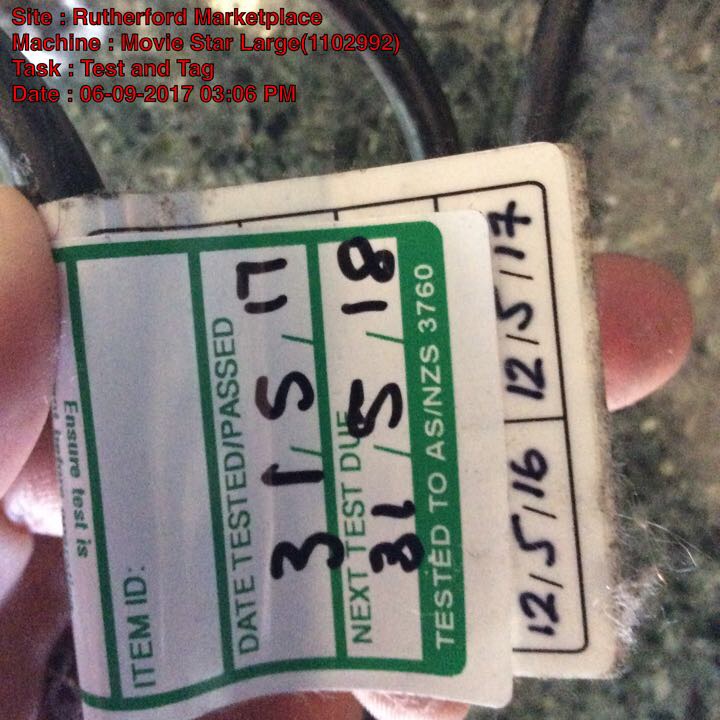 Site : Rutherford Marketplace
Machine : Movie Star Large(1102992)
Task : Test and Tag
Date : 06-09-2017 03:06 PM
Ensure test is
ITEM ID:
DATE TESTED/PASSED
31/5/17
NEXT TEST DUE
31/5/18
TESTED TO AS/NZS 3760
12/5/16
12/5/17